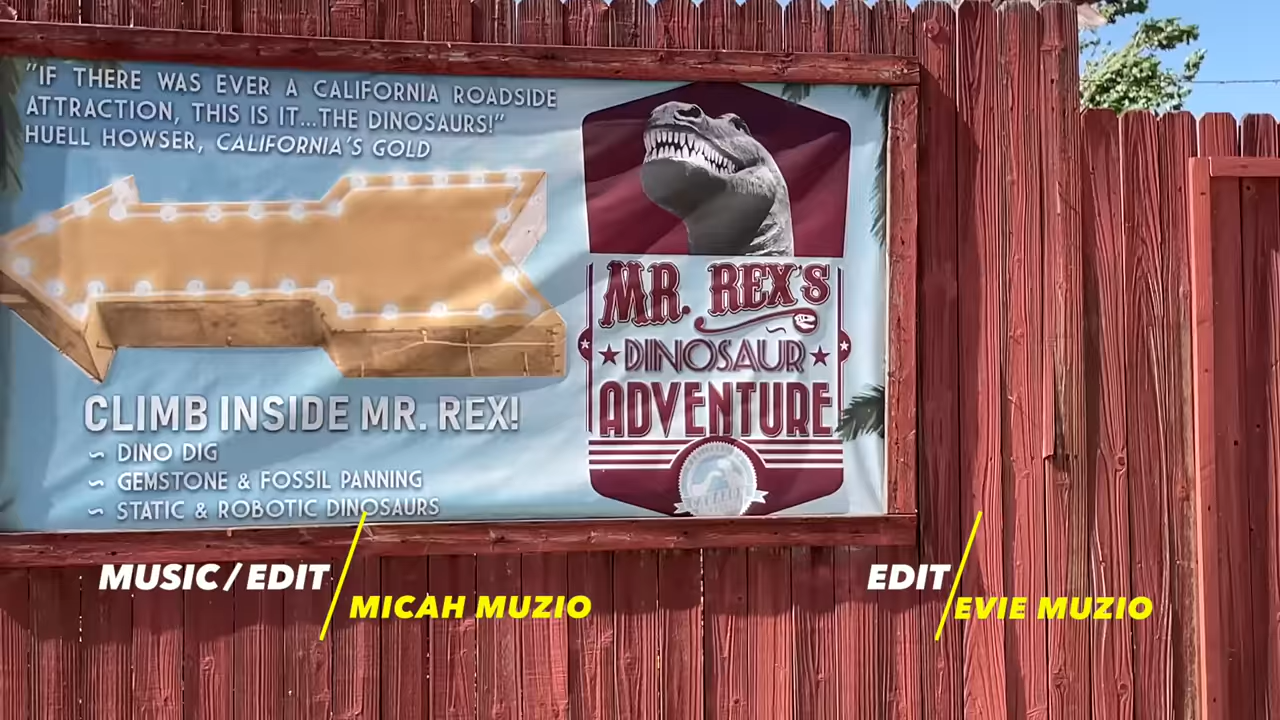 "IF THERE WAS EVER A CALIFORNIA ROADSIDE
ATTRACTION, THIS IS IT...THE DINOSAURS!"
HUELL HOWSER, CALIFORNIA'S GOLD
CLIMB INSIDE MR. REX!
~ DINO DIG
~ GEMSTONE & FOSSIL PANNING
~ STATIC & ROBOTIC DINOSAURS
MR. REX'S
DINOSAUR
ADVENTURE
MUSIC/EDIT
MICAH MUZIO
EDIT
EVIE MUZIO